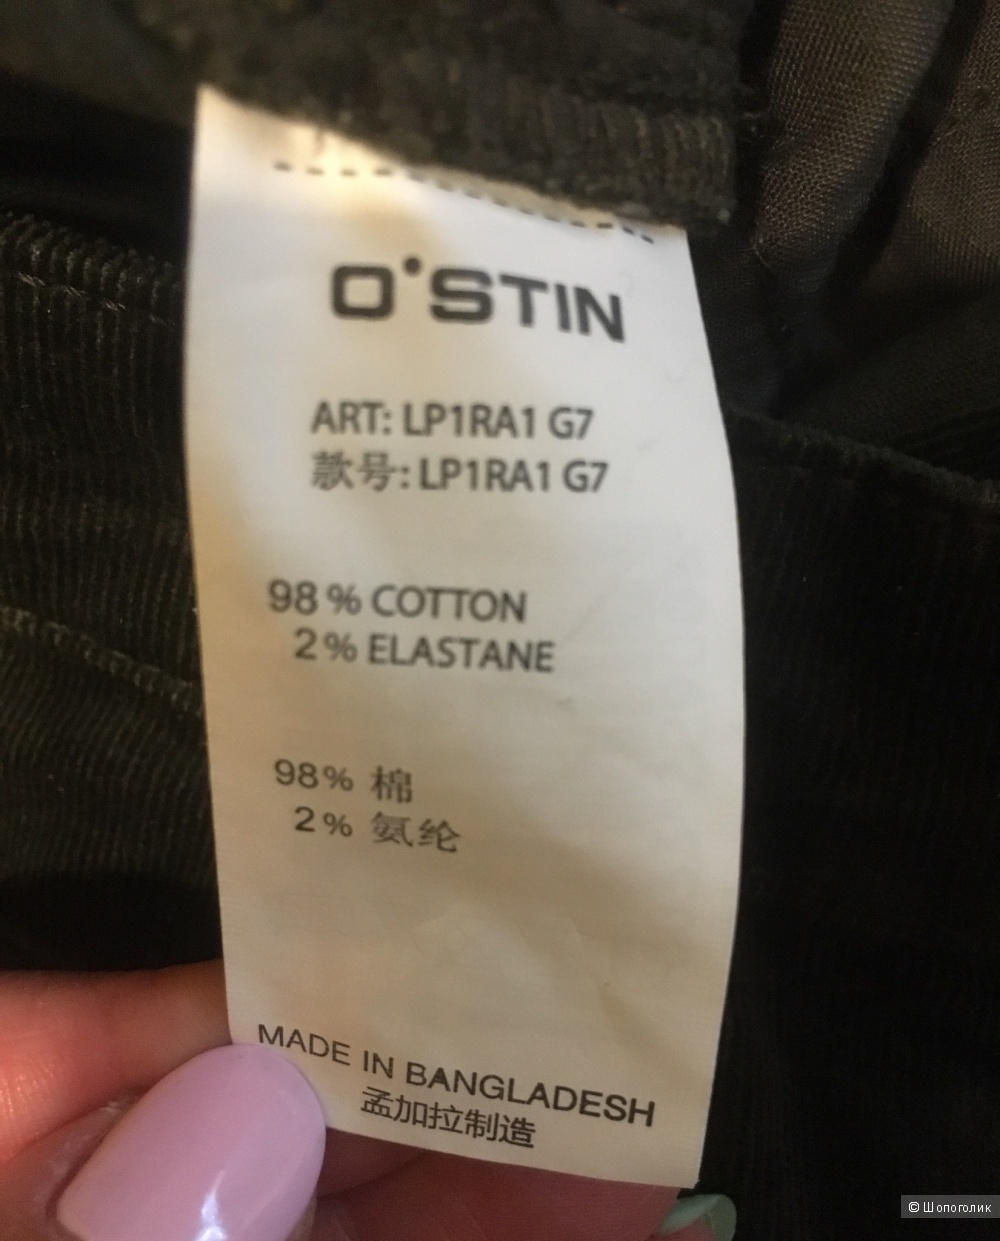 O'STIN
ART: LP1RA1 G7
款号: LP1RA1 G7
98 % COTTON
2 % ELASTANE
98% 棉
2% 氨纶
MADE IN BANGLADESH
孟加拉制造
© Шопоголик